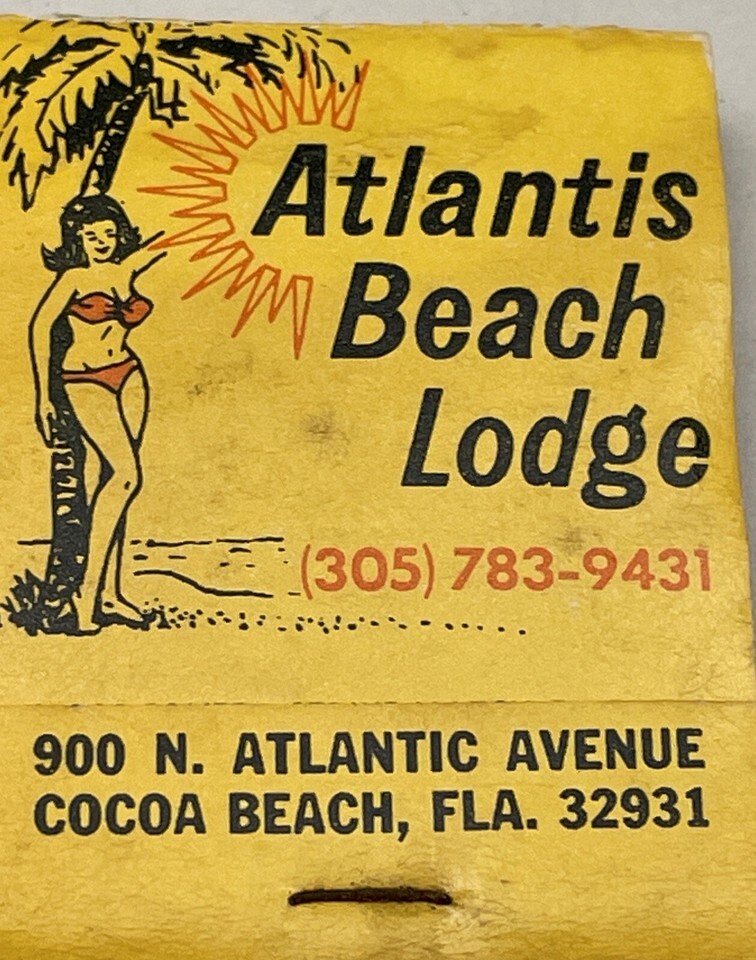 Atlantis
Beach
Lodge
(305) 783-9431
900 N. ATLANTIC AVENUE
COCOA BEACH, FLA. 32931